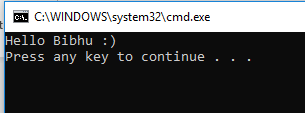 C:\WINDOWS\system32\cmd.exe
Hello Bibhu :)
Press any key to continue . . .